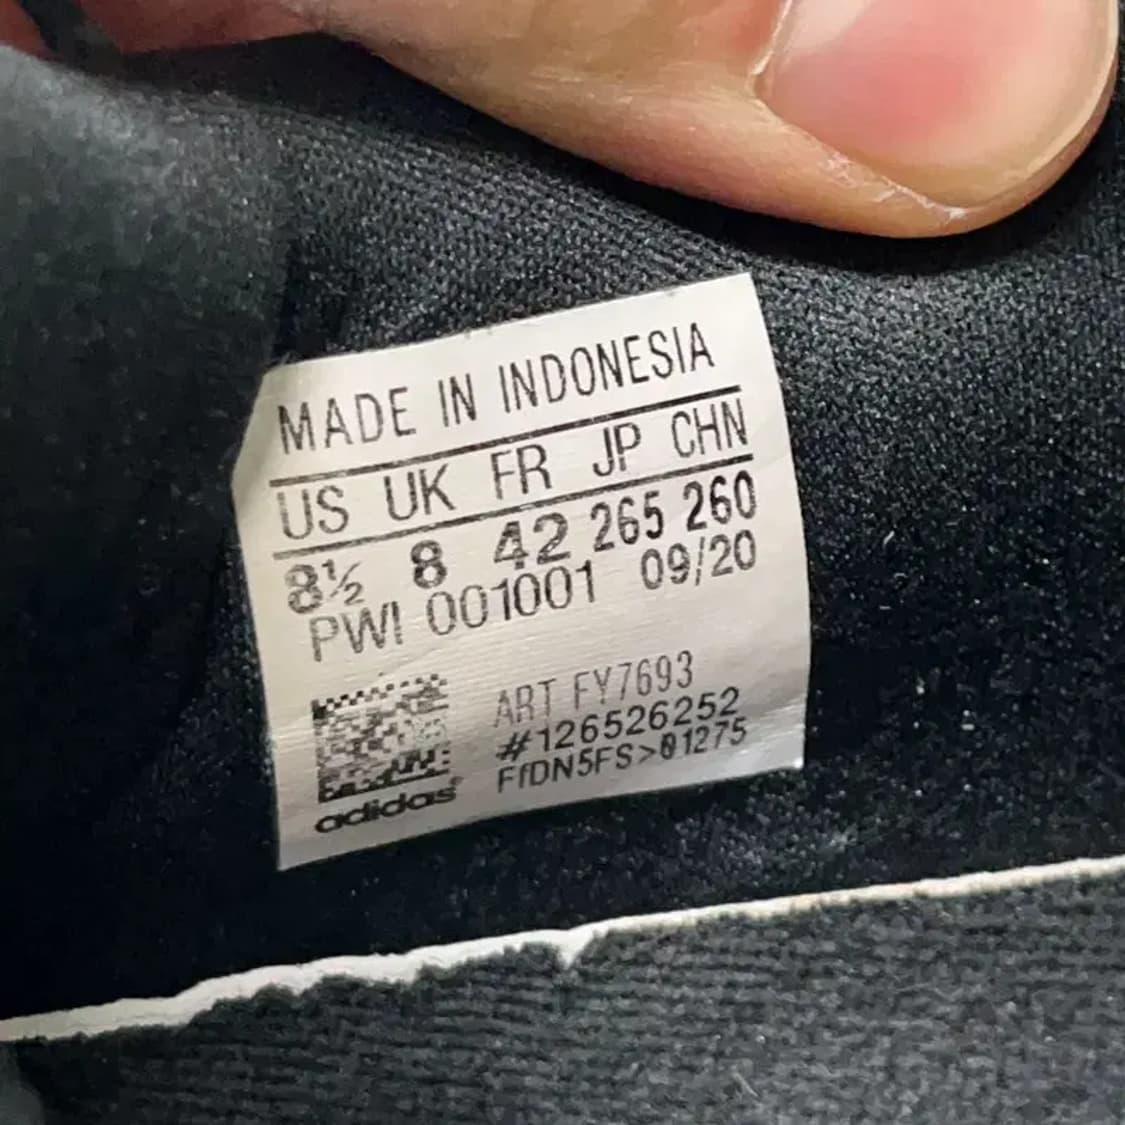 MADE IN INDONESIA
US UK FR JP CHN
8½ 8 42 265 260
PWI 001001 09/20
ART FY7693
#126526252
FfDN5FS>01275
adidas®